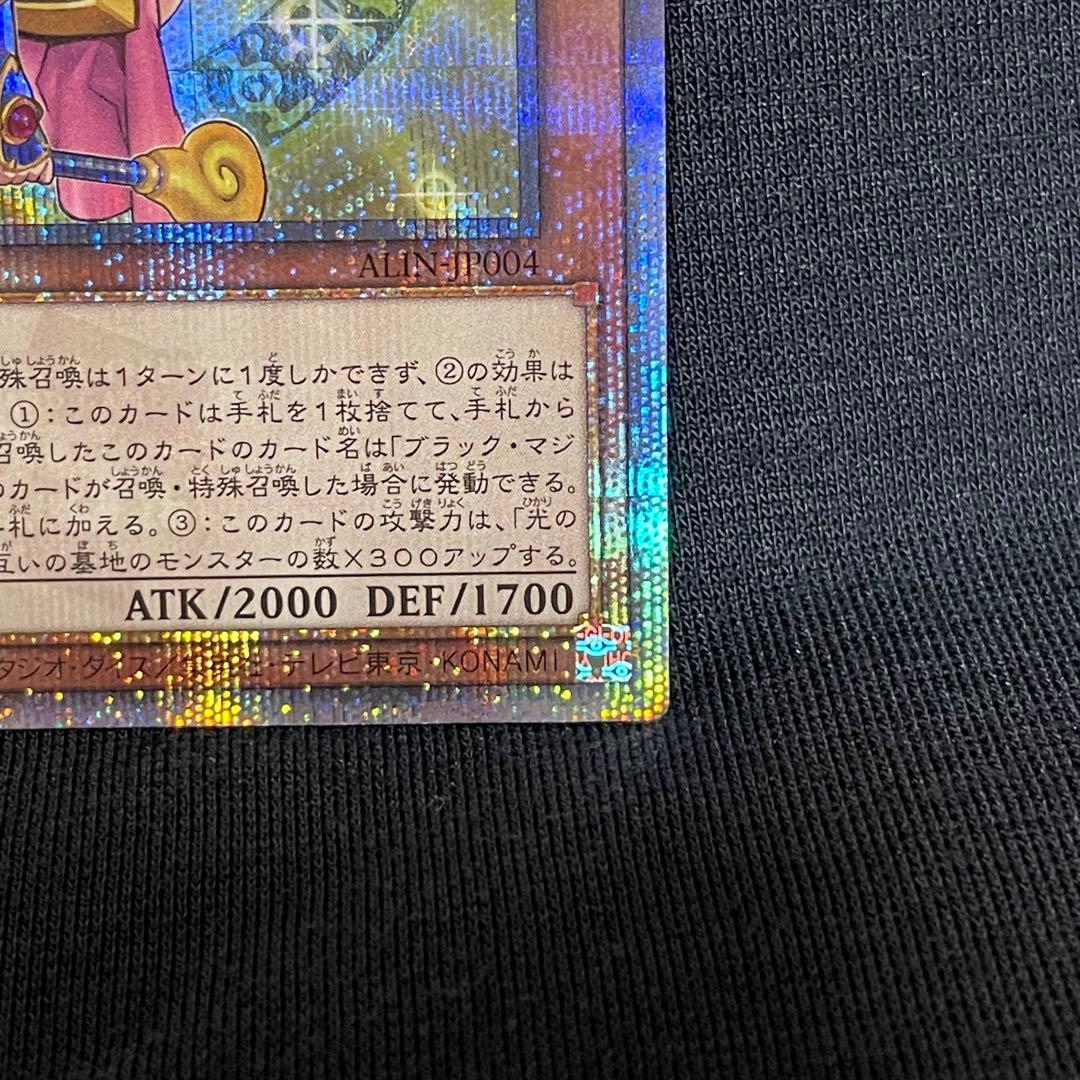 ALIN-JP004
殊召喚は1ターンに1度しかできず、②の効果は
①：このカードは手札を1枚捨てて、手札から
召喚したこのカードのカード名は「ブラック・マジ
のカードが召喚・特殊召喚した場合に発動できる。
手札に加える。③：このカードの攻撃力は、「光の
互いの墓地のモンスターの数×300アップする。
ATK/2000 DEF/1700
タジオ・ダイス／集英社・テレビ東京・KONAMI